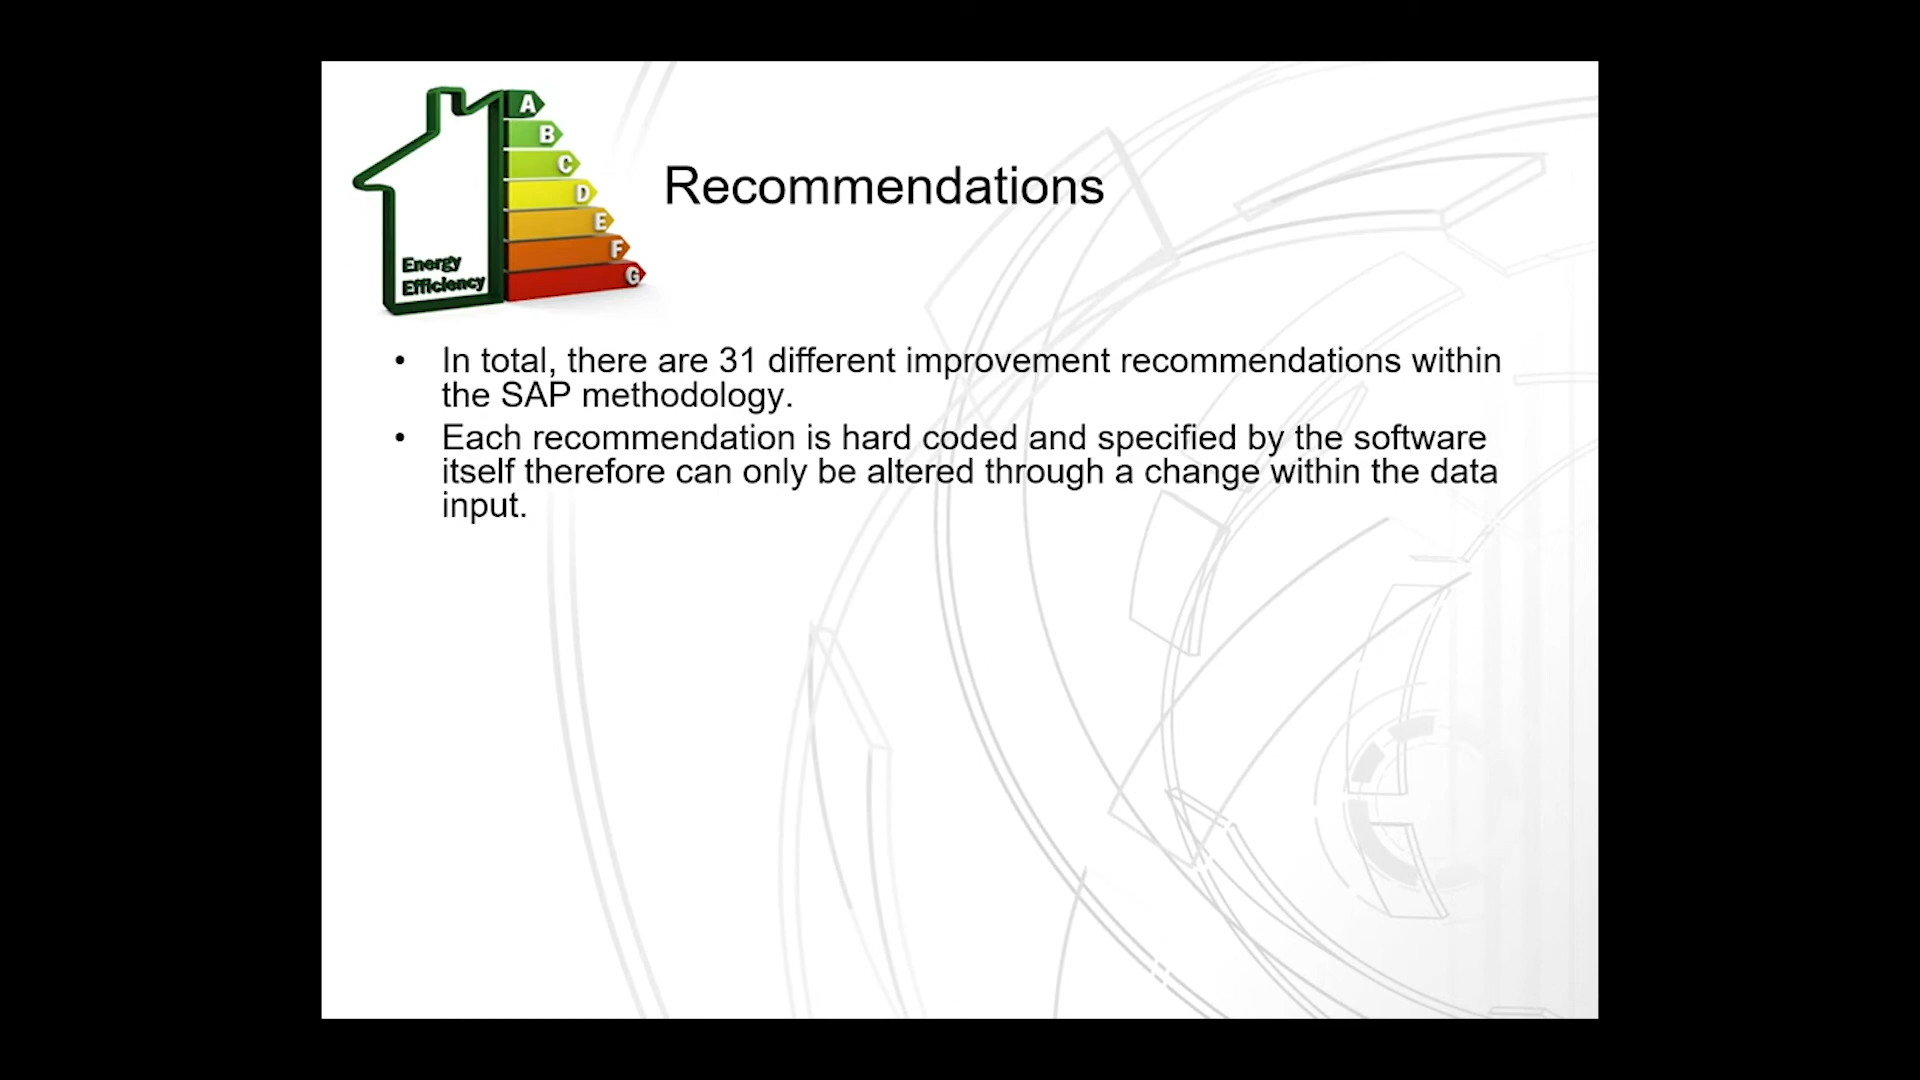 A
B
C
D
E
F
G
Energy
Efficiency
Recommendations
• In total, there are 31 different improvement recommendations within
the SAP methodology.
• Each recommendation is hard coded and specified by the software
itself therefore can only be altered through a change within the data
input.